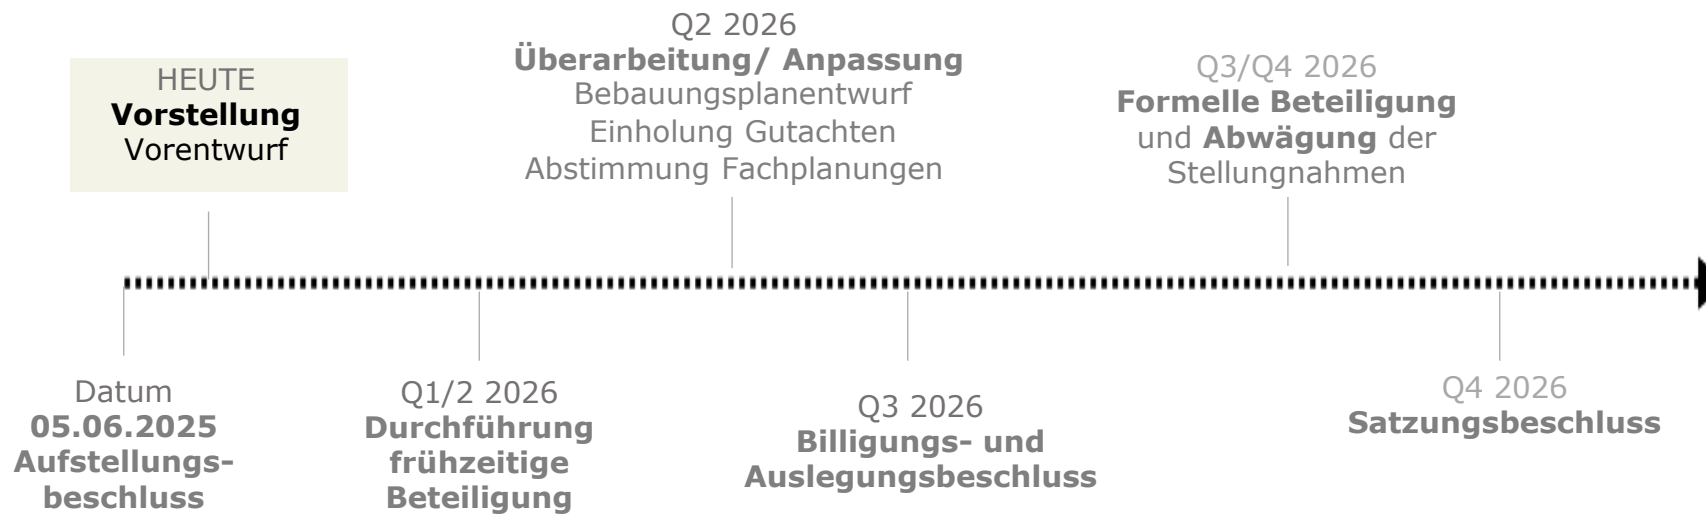 HEUTE
Vorstellung
Vorentwurf
Q2 2026
Überarbeitung/ Anpassung
Bebauungsplanentwurf
Einholung Gutachten
Abstimmung Fachplanungen
Q3/Q4 2026
Formelle Beteiligung
und Abwägung der
Stellungnahmen
Datum
05.06.2025
Aufstellungs-
beschluss
Q1/2 2026
Durchführung
frühzeitige
Beteiligung
Q3 2026
Billigungs- und
Auslegungsbeschluss
Q4 2026
Satzungsbeschluss